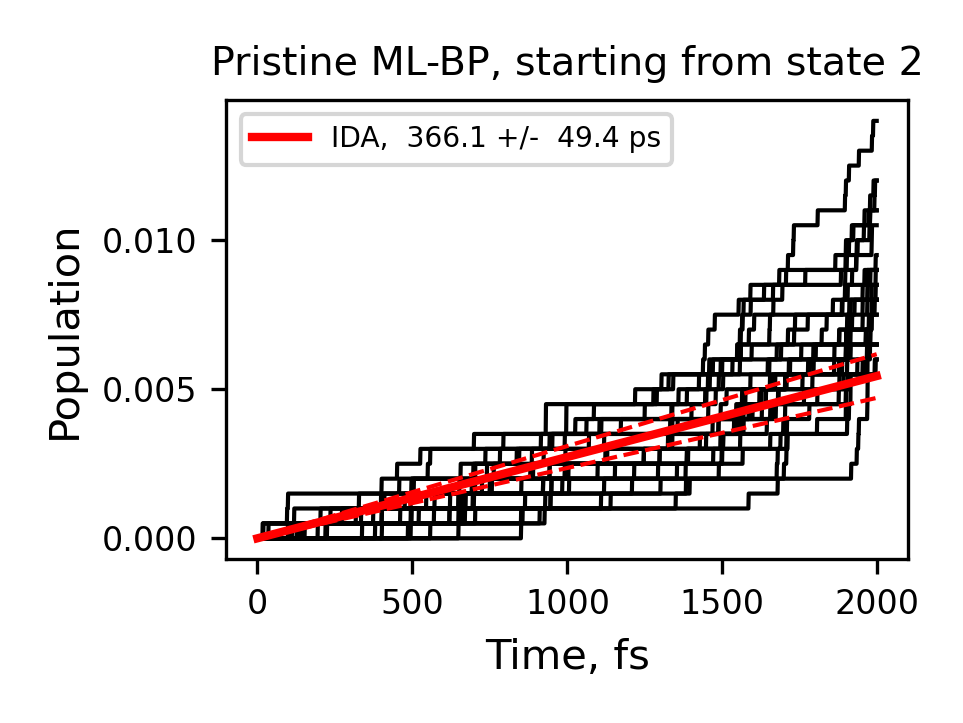 Pristine ML-BP, starting from state 2
IDA, 366.1 +/- 49.4 ps
Population
0.010
0.005
0.000
0
500
1000
1500
2000
Time, fs